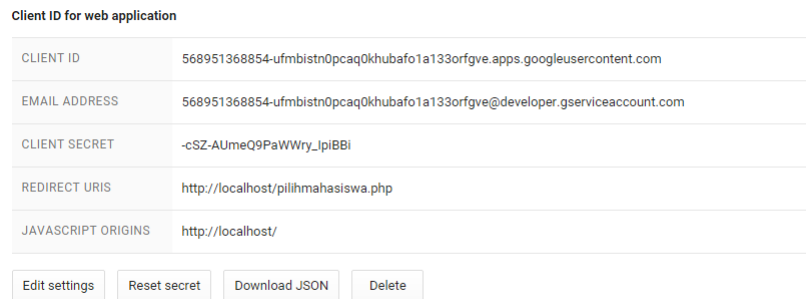 Client ID for web application
CLIENT ID 568951368854-ufmbistn0pcaq0khubafo1a133orfgve.apps.googleusercontent.com
EMAIL ADDRESS 568951368854-ufmbistn0pcaq0khubafo1a133orfgve@developer.gserviceaccount.com
CLIENT SECRET -cSZ-AUmeQ9PaWWry_IpiBBi
REDIRECT URIS http://localhost/pilihmahasiswa.php
JAVASCRIPT ORIGINS http://localhost/
Edit settings Reset secret Download JSON Delete